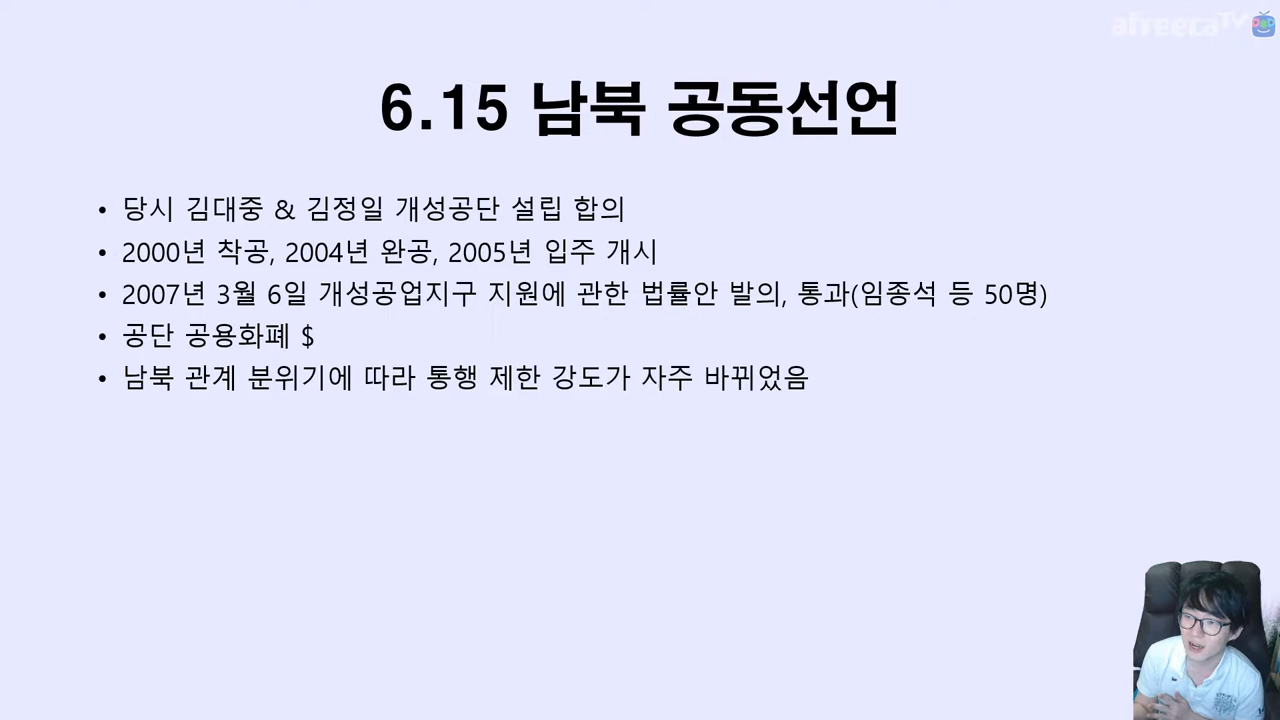 afreecaTV
6.15 남북 공동선언
• 당시 김대중 & 김정일 개성공단 설립 합의
• 2000년 착공, 2004년 완공, 2005년 입주 개시
• 2007년 3월 6일 개성공업지구 지원에 관한 법률안 발의, 통과(임종석 등 50명)
• 공단 공용화폐 $
• 남북 관계 분위기에 따라 통행 제한 강도가 자주 바뀌었음